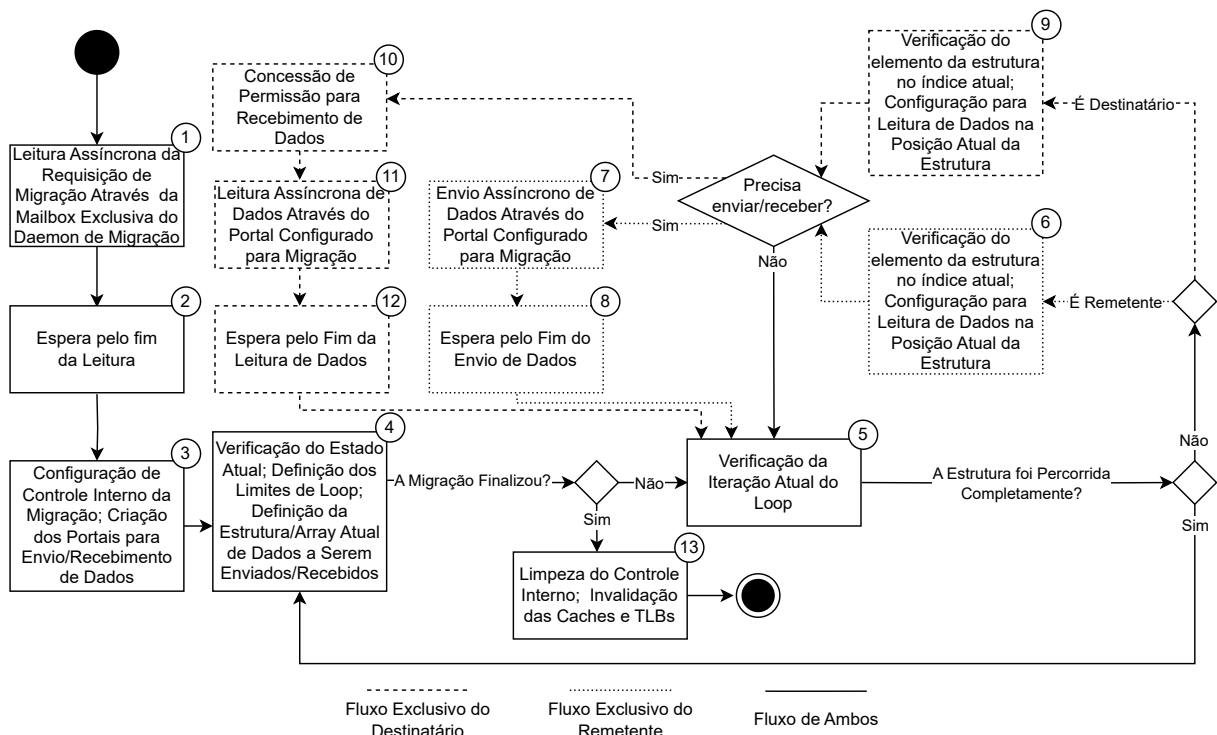 1
Leitura Assíncrona da
Requisição de
Migração Através da
Mailbox Exclusiva do
Daemon de Migração
2
Espera pelo fim
da Leitura
3
Configuração de
Controle Interno da
Migração; Criação
dos Portais para
Envio/Recebimento
de Dados
4
Verificação do Estado
Atual; Definição dos
Limites de Loop;
Definição da
Estrutura/Array Atual
de Dados a Serem
Enviados/Recebidos
A Migração Finalizou?
Não
Sim
5
Verificação da
Iteração Atual do
Loop
A Estrutura foi Percorrida
Completamente?
Não
Sim
É Remetente
É Destinatário
6
Verificação do
elemento da estrutura
no índice atual;
Configuração para
Leitura de Dados na
Posição Atual da
Estrutura
9
Verificação do
elemento da estrutura
no índice atual;
Configuração para
Leitura de Dados na
Posição Atual da
Estrutura
Precisa
enviar/receber?
Sim
Sim
Não
7
Envio Assíncrono de
Dados Através do
Portal Configurado
para Migração
8
Espera pelo Fim do
Envio de Dados
10
Concessão de
Permissão para
Recebimento de
Dados
11
Leitura Assíncrona de
Dados Através do
Portal Configurado
para Migração
12
Espera pelo Fim da
Leitura de Dados
13
Limpeza do Controle
Interno; Invalidação
das Caches e TLBs
Fluxo Exclusivo do
Destinatário
Fluxo Exclusivo do
Remetente
Fluxo de Ambos